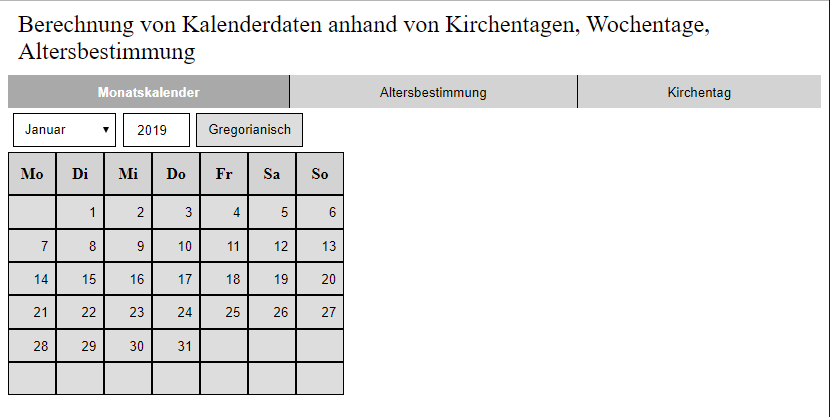 Berechnung von Kalenderdaten anhand von Kirchentagen, Wochentage,
Altersbestimmung
Monatskalender Altersbestimmung Kirchentag
Januar 2019 Gregorianisch
Mo Di Mi Do Fr Sa So
1 2 3 4 5 6
7 8 9 10 11 12 13
14 15 16 17 18 19 20
21 22 23 24 25 26 27
28 29 30 31